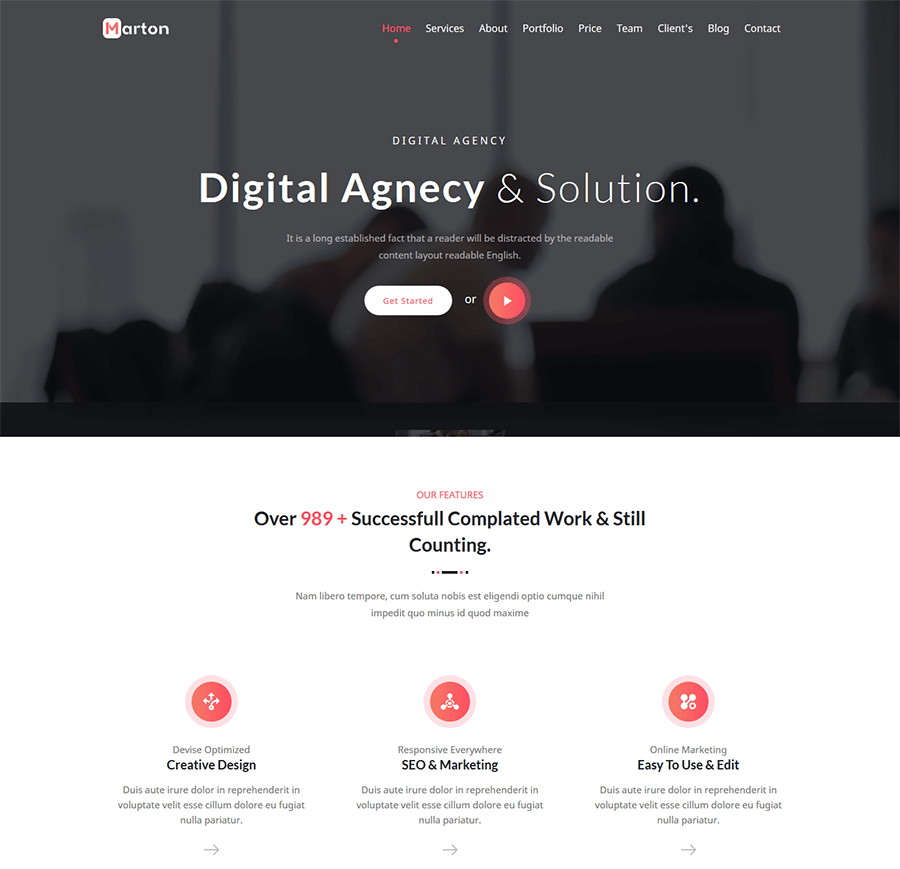 Marton
Home Services About Portfolio Price Team Client's Blog Contact
DIGITAL AGENCY
Digital Agnecy & Solution.
It is a long established fact that a reader will be distracted by the readable
content layout readable English.
Get Started or
OUR FEATURES
Over 989 + Successfull Complated Work & Still
Counting.
Nam libero tempore, cum soluta nobis est eligendi optio cumque nihil
impedit quo minus id quod maxime
Devise Optimized
Creative Design
Duis aute irure dolor in reprehenderit in
voluptate velit esse cillum dolore eu fugiat
nulla pariatur.
Responsive Everywhere
SEO & Marketing
Duis aute irure dolor in reprehenderit in
voluptate velit esse cillum dolore eu fugiat
nulla pariatur.
Online Marketing
Easy To Use & Edit
Duis aute irure dolor in reprehenderit in
voluptate velit esse cillum dolore eu fugiat
nulla pariatur.